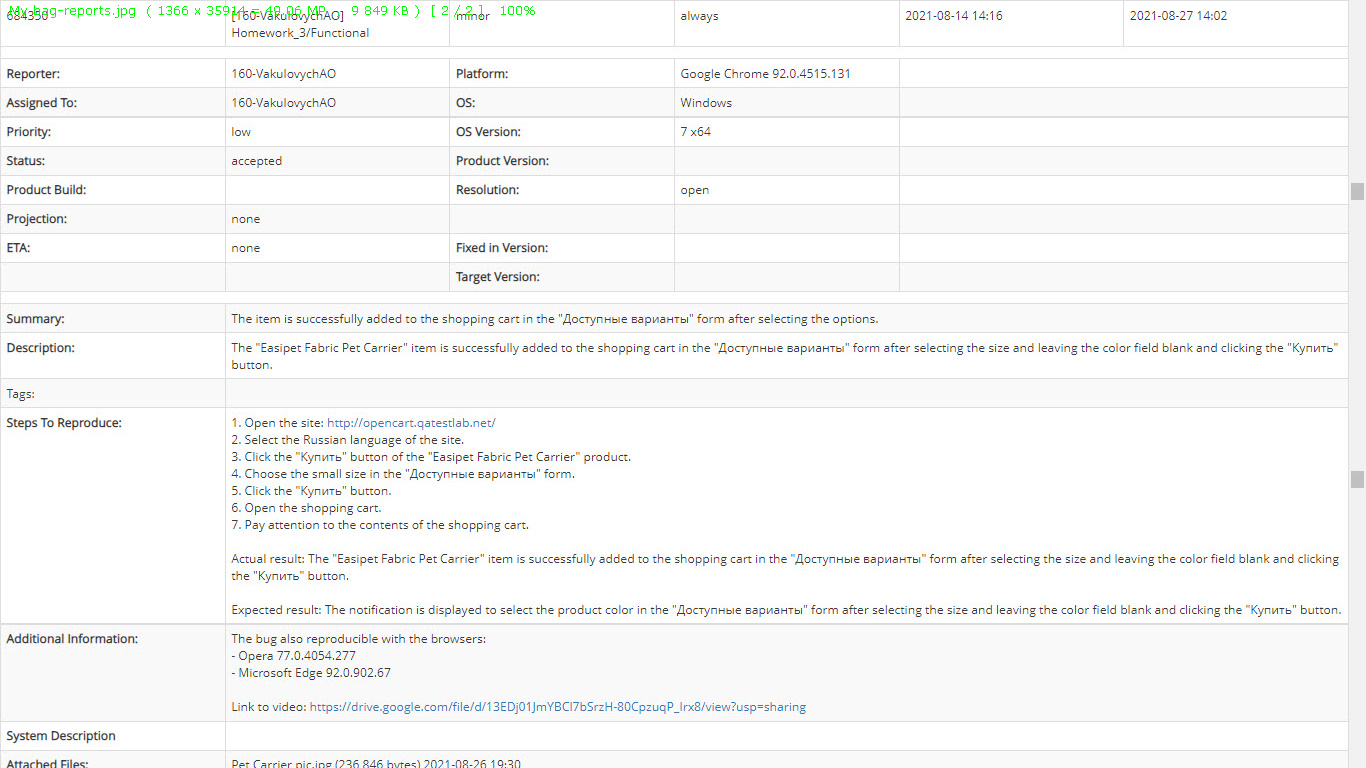 My-bag-reports.jpg ( 1366 x 35914 = 49.06 MP - 9 849 KB ) [ 2 / 2 ] 100%
684350 [160-VakulovychAO] Homework_3/Functional minor always 2021-08-14 14:16 2021-08-27 14:02
Reporter: 160-VakulovychAO Platform: Google Chrome 92.0.4515.131
Assigned To: 160-VakulovychAO OS: Windows
Priority: low OS Version: 7 x64
Status: accepted Product Version:
Product Build: Resolution: open
Projection: none
ETA: none Fixed in Version:
Target Version:
Summary: The item is successfully added to the shopping cart in the "Доступные варианты" form after selecting the options.
Description: The "Easipet Fabric Pet Carrier" item is successfully added to the shopping cart in the "Доступные варианты" form after selecting the size and leaving the color field blank and clicking the "Купить"
button.
Tags:
Steps To Reproduce: 1. Open the site: http://opencart.qatestlab.net/
2. Select the Russian language of the site.
3. Click the "Купить" button of the "Easipet Fabric Pet Carrier" product.
4. Choose the small size in the "Доступные варианты" form.
5. Click the "Купить" button.
6. Open the shopping cart.
7. Pay attention to the contents of the shopping cart.
Actual result: The "Easipet Fabric Pet Carrier" item is successfully added to the shopping cart in the "Доступные варианты" form after selecting the size and leaving the color field blank and clicking
the "Купить" button.
Expected result: The notification is displayed to select the product color in the "Доступные варианты" form after selecting the size and leaving the color field blank and clicking the "Купить" button.
Additional Information: The bug also reproducible with the browsers:
- Opera 77.0.4054.277
- Microsoft Edge 92.0.902.67
Link to video: https://drive.google.com/file/d/13EDj01JmYBCl7bSrzH-80CpzuqP_lrx8/view?usp=sharing
System Description
Attached Files: Pet Carrier pic.jpg (236,846 bytes) 2021-08-26 19:30